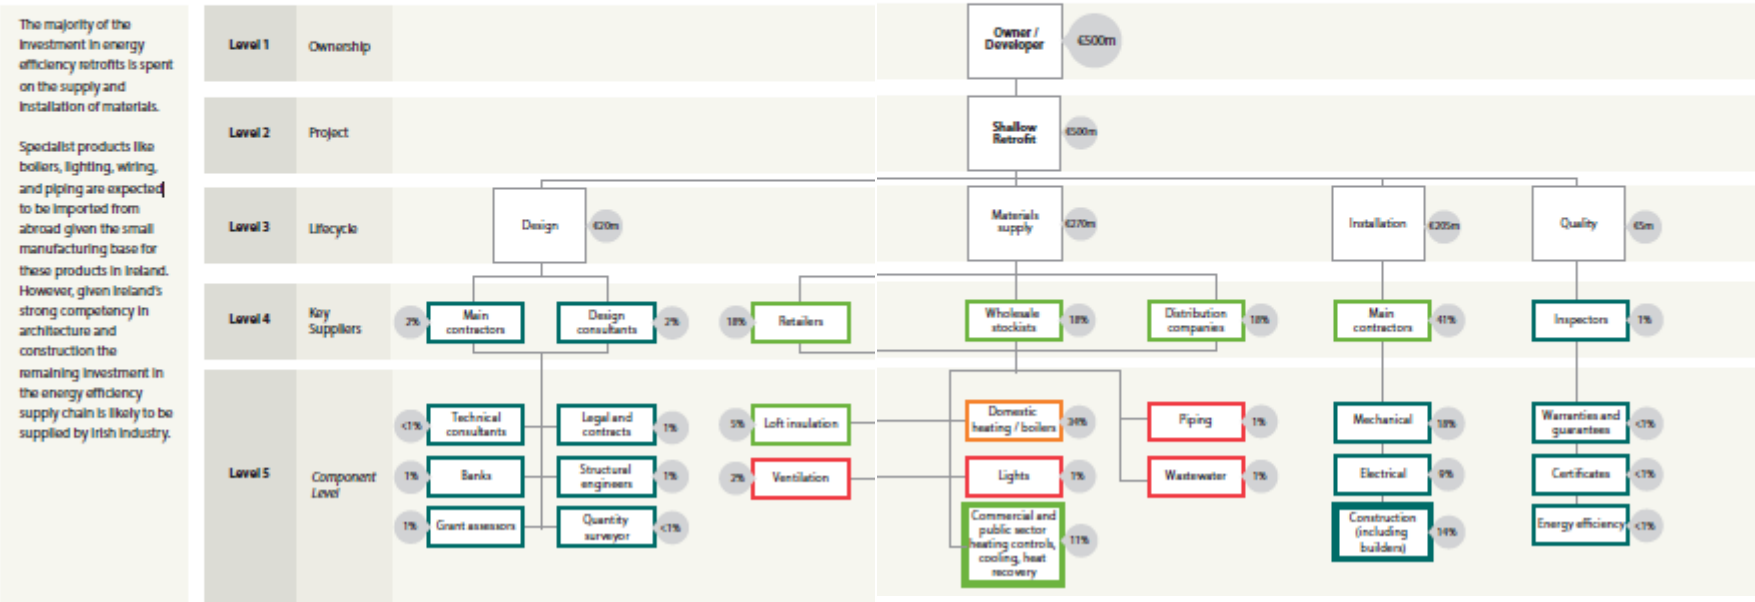 The majority of the
investment in energy
efficiency retrofits is spent
on the supply and
installation of materials.
Specialist products like
boilers, lighting, wiring,
and piping are expected
to be imported from
abroad given the small
manufacturing base for
these products in Ireland.
However, given Ireland's
strong competency in
architecture and
construction the
remaining investment in
the energy efficiency
supply chain is likely to be
supplied by Irish industry.
Level 1
Ownership
Owner /
Developer
€500m
Level 2
Project
Shallow
Retrofit
€500m
Level 3
Lifecycle
Design
€20m
Materials
supply
€270m
Installation
€205m
Quality
€5m
Level 4
Key
Suppliers
2%
Main
contractors
Design
consultants
2%
18%
Retailers
Wholesale
stockists
18%
Distribution
companies
18%
Main
contractors
41%
Inspectors
1%
Level 5
Component
Level
<1%
Technical
consultants
Legal and
contracts
1%
5%
Loft insulation
Domestic
heating / boilers
34%
Piping
1%
Mechanical
18%
Warranties and
guarantees
<1%
1%
Banks
Structural
engineers
1%
2%
Ventilation
Lights
1%
Wastewater
1%
Electrical
9%
Certificates
<1%
1%
Grant assessors
Quantity
surveyor
<1%
Commercial and
public sector
heating controls,
cooling, heat
recovery
11%
Construction
(including
builders)
14%
Energy efficiency
<1%